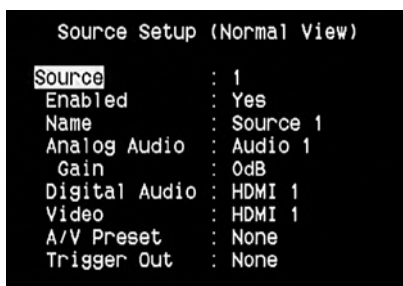 Source Setup (Normal View)
Source : 1
Enabled : Yes
Name : Source 1
Analog Audio : Audio 1
Gain : 0dB
Digital Audio : HDMI 1
Video : HDMI 1
A/V Preset : None
Trigger Out : None